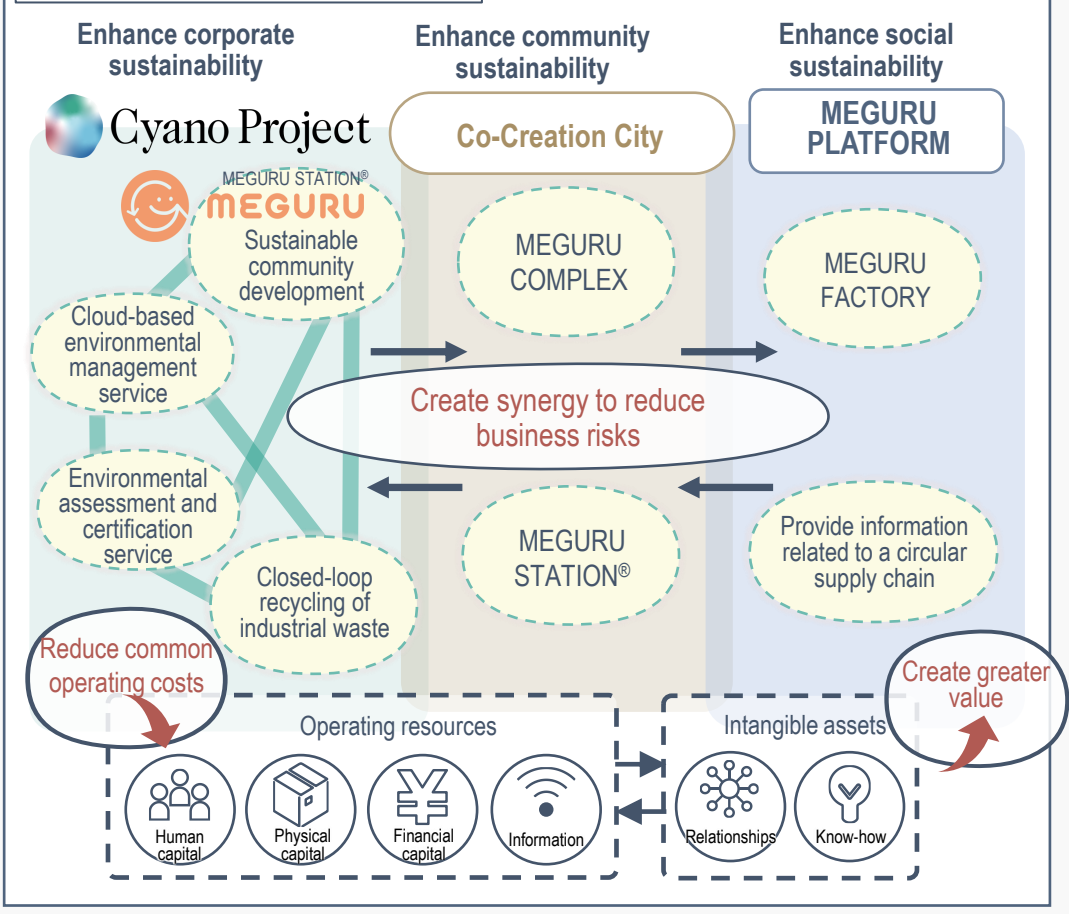 Enhance corporate
sustainability
Enhance community
sustainability
Enhance social
sustainability
Cyano Project
Co-Creation City
MEGURU
PLATFORM
MEGURU STATION®
MEGURU
Sustainable
community
development
MEGURU
COMPLEX
MEGURU
FACTORY
Cloud-based
environmental
management
service
Create synergy to reduce
business risks
Environmental
assessment and
certification
service
MEGURU
STATION®
Provide information
related to a circular
supply chain
Closed-loop
recycling of
industrial waste
Reduce common
operating costs
Create greater
value
Operating resources
Intangible assets
Human
capital
Physical
capital
Financial
capital
Information
Relationships
Know-how